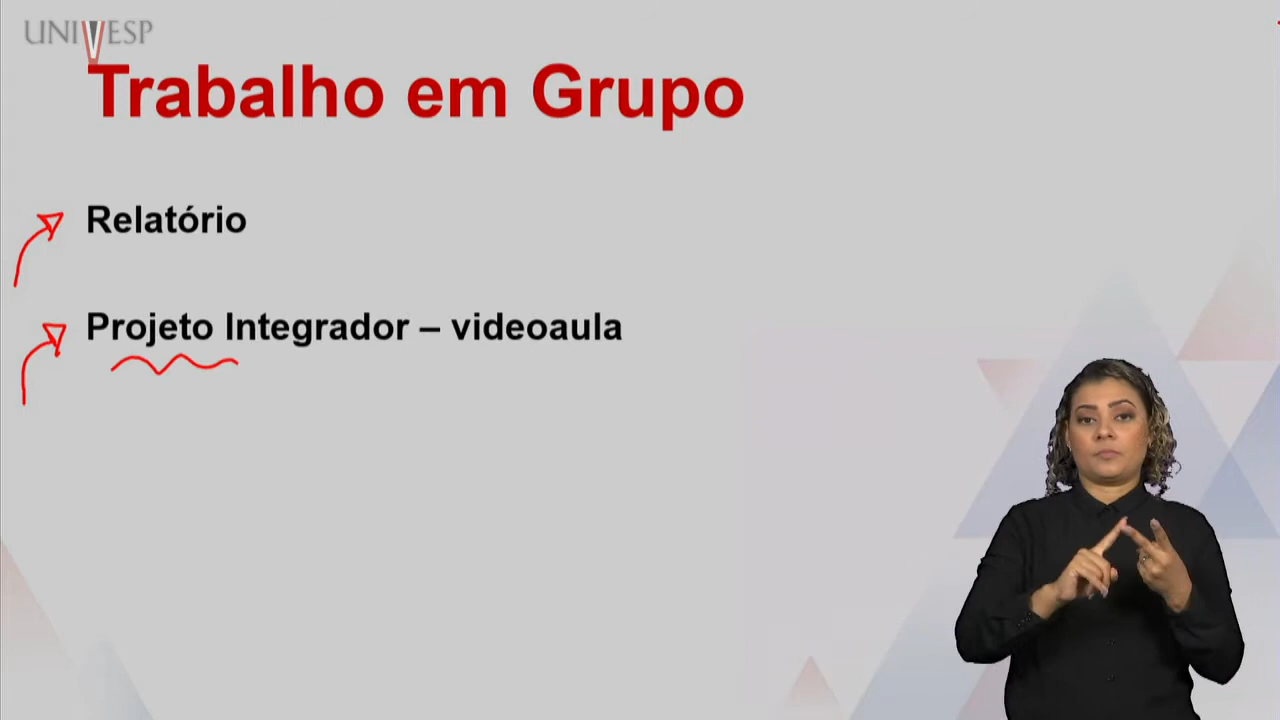 UNIVESP
Trabalho em Grupo
Relatório
Projeto Integrador – videoaula